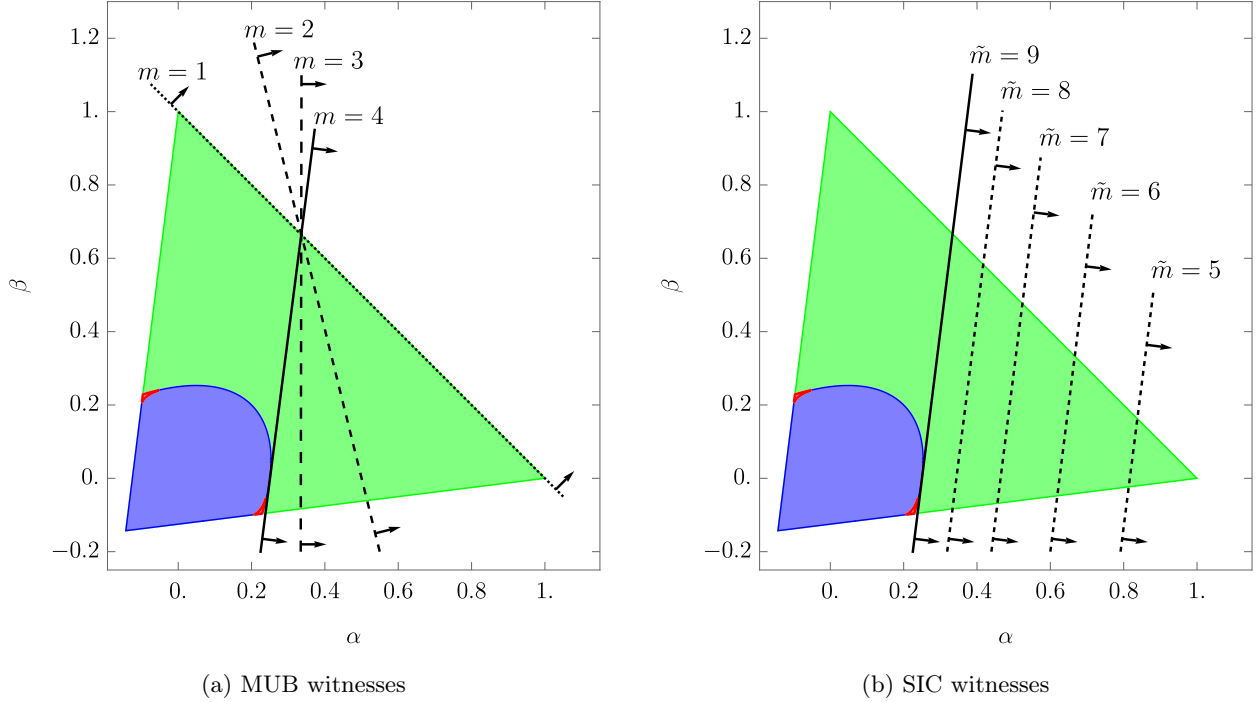 m = 1
m = 2
m = 3
m = 4
1.2
1.
0.8
0.6
0.4
0.2
0.
−0.2
β
0.
0.2
0.4
0.6
0.8
1.
α
(a) MUB witnesses
m̃ = 9
m̃ = 8
m̃ = 7
m̃ = 6
m̃ = 5
1.2
1.
0.8
0.6
0.4
0.2
0.
−0.2
β
0.
0.2
0.4
0.6
0.8
1.
α
(b) SIC witnesses